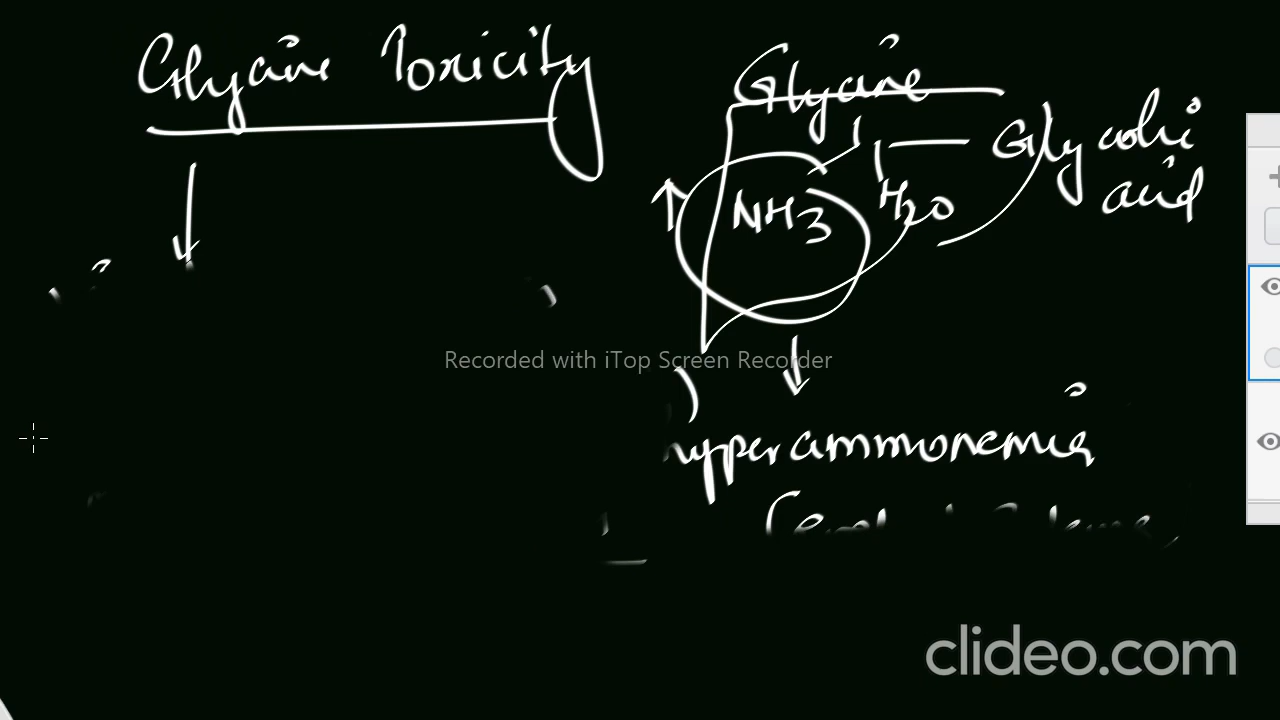 Glycine Toxicity
Glycine
Glycolic
acid
↑ NH3 H2O
Recorded with iTop Screen Recorder
hyperammonemia
clideo.com